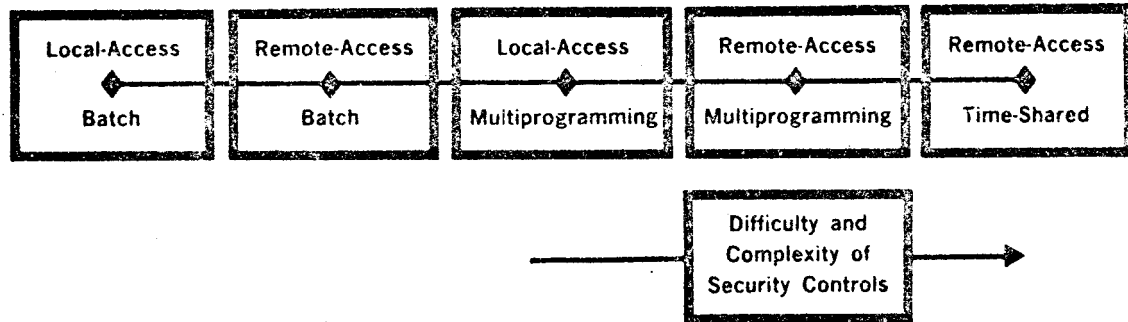 Local-Access
Batch
Remote-Access
Batch
Local-Access
Multiprogramming
Remote-Access
Multiprogramming
Remote-Access
Time-Shared
Difficulty and
Complexity of
Security Controls